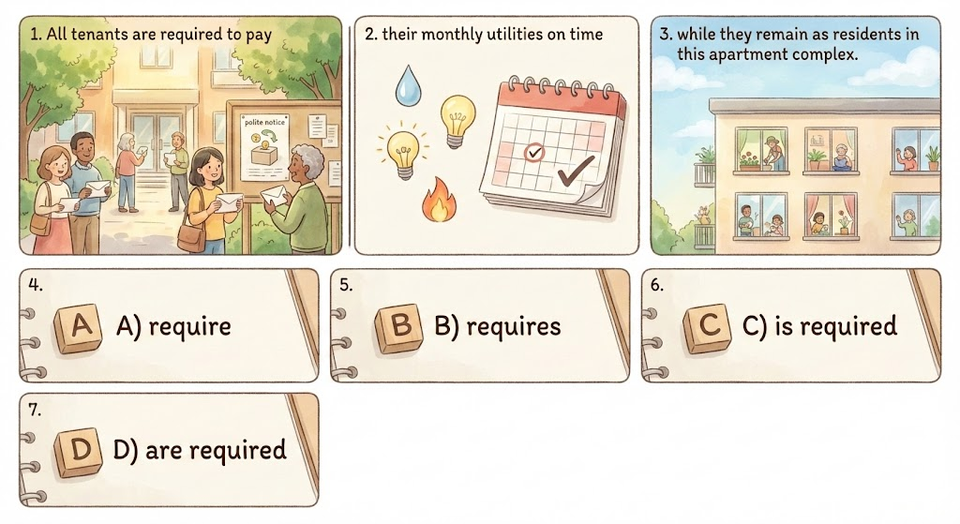 1. All tenants are required to pay
polite notice
2. their monthly utilities on time
3. while they remain as residents in
this apartment complex.
4.
A A) require
5.
B B) requires
6.
C C) is required
7.
D D) are required